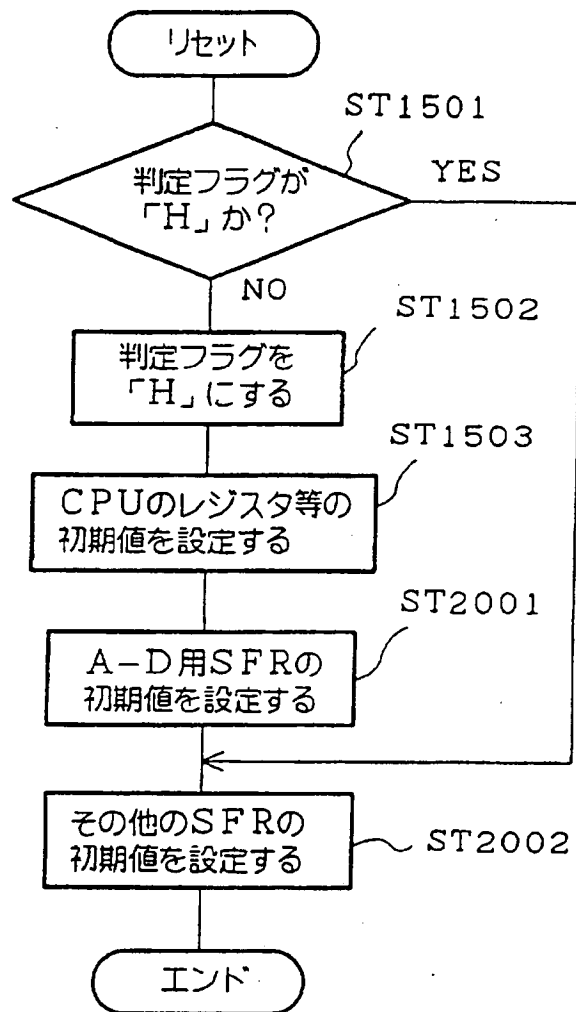 リセット
ST1501
判定フラグが
「H」か?
YES
NO
ST1502
判定フラグを
「H」にする
ST1503
CPUのレジスタ等の
初期値を設定する
ST2001
A-D用SFRの
初期値を設定する
その他のSFRの
初期値を設定する
ST2002
エンド